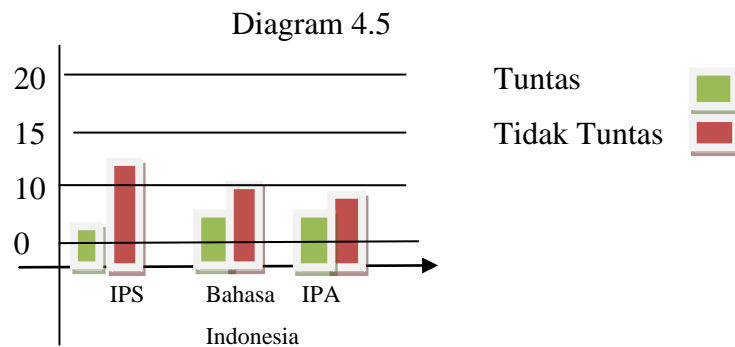 Diagram 4.5
20
15
10
0
Tuntas
Tidak Tuntas
IPS
Bahasa
Indonesia
IPA